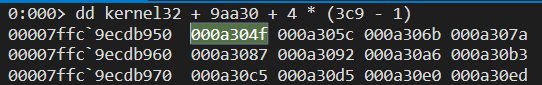 0:000> dd kernel32 + 9aa30 + 4 * (3c9 - 1)
00007ffc`9ecdb950  000a304f 000a305c 000a306b 000a307a
00007ffc`9ecdb960  000a3087 000a3092 000a30a6 000a30b3
00007ffc`9ecdb970  000a30c5 000a30d5 000a30e0 000a30ed